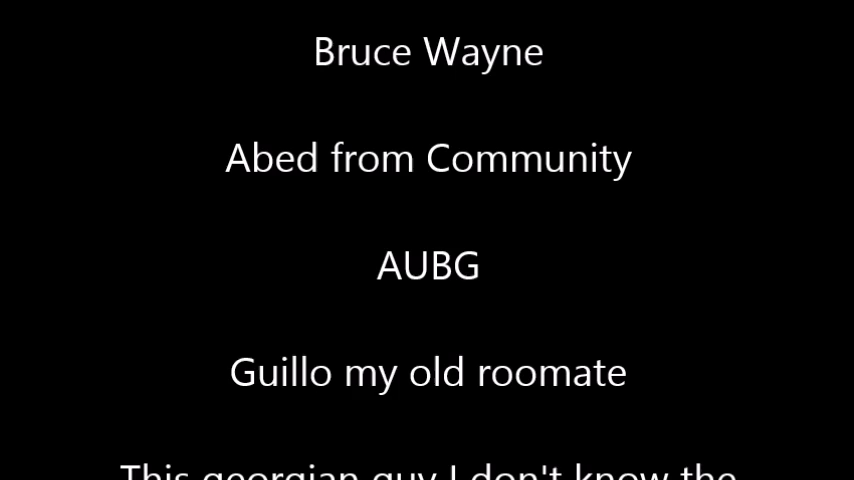 Bruce Wayne
Abed from Community
AUBG
Guillo my old roomate
This georgian guy I don't know the